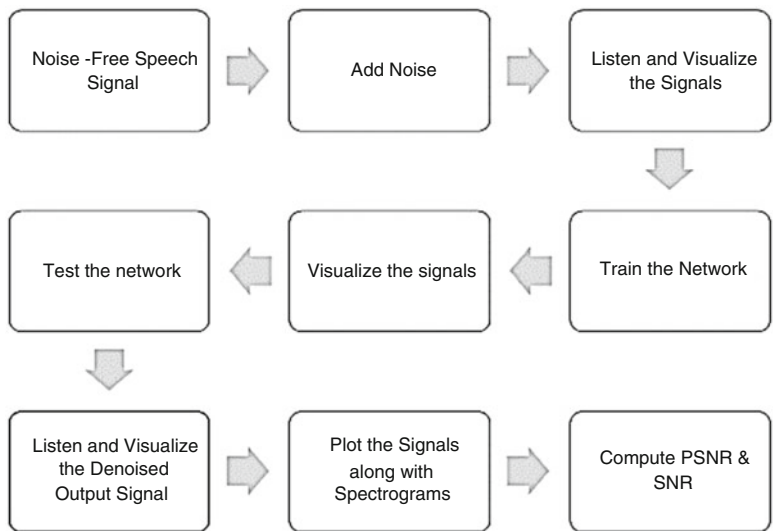 Noise -Free Speech
Signal
Add Noise
Listen and Visualize
the Signals
Train the Network
Visualize the signals
Test the network
Listen and Visualize
the Denoised
Output Signal
Plot the Signals
along with
Spectrograms
Compute PSNR &
SNR